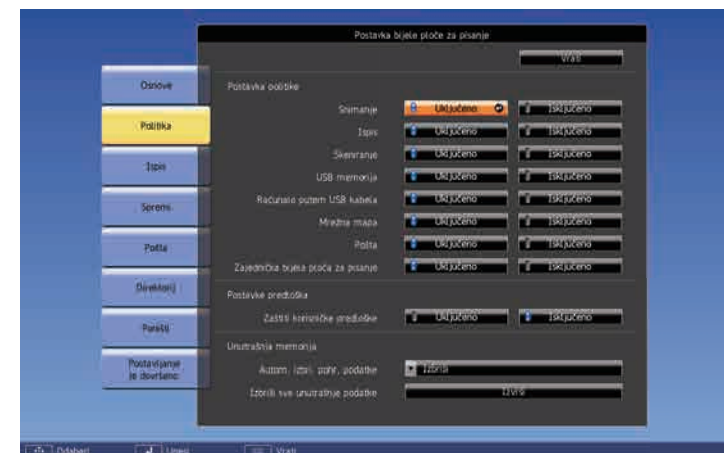 Postavka bijele ploče za pisanje
Vrati
Osnove
Politika
Ispis
Spremi
Pošta
Direktorij
Poništi
Postavljanje
je dovršeno
Postavka politike
Snimanje Uključeno Isključeno
Ispis Uključeno Isključeno
Skeniranje Uključeno Isključeno
USB memorija Uključeno Isključeno
Računalo putem USB kabela Uključeno Isključeno
Mrežna mapa Uključeno Isključeno
Pošta Uključeno Isključeno
Zajednička bijela ploča za pisanje Uključeno Isključeno
Postavke predloška
Zaštiti korisničke predloške Uključeno Isključeno
Unutrašnja memorija
Autom. izbri. pohr. podatke Izbriši
Izbriši sve unutrašnje podatke Izvrši
Odaberi Unesi Vrati